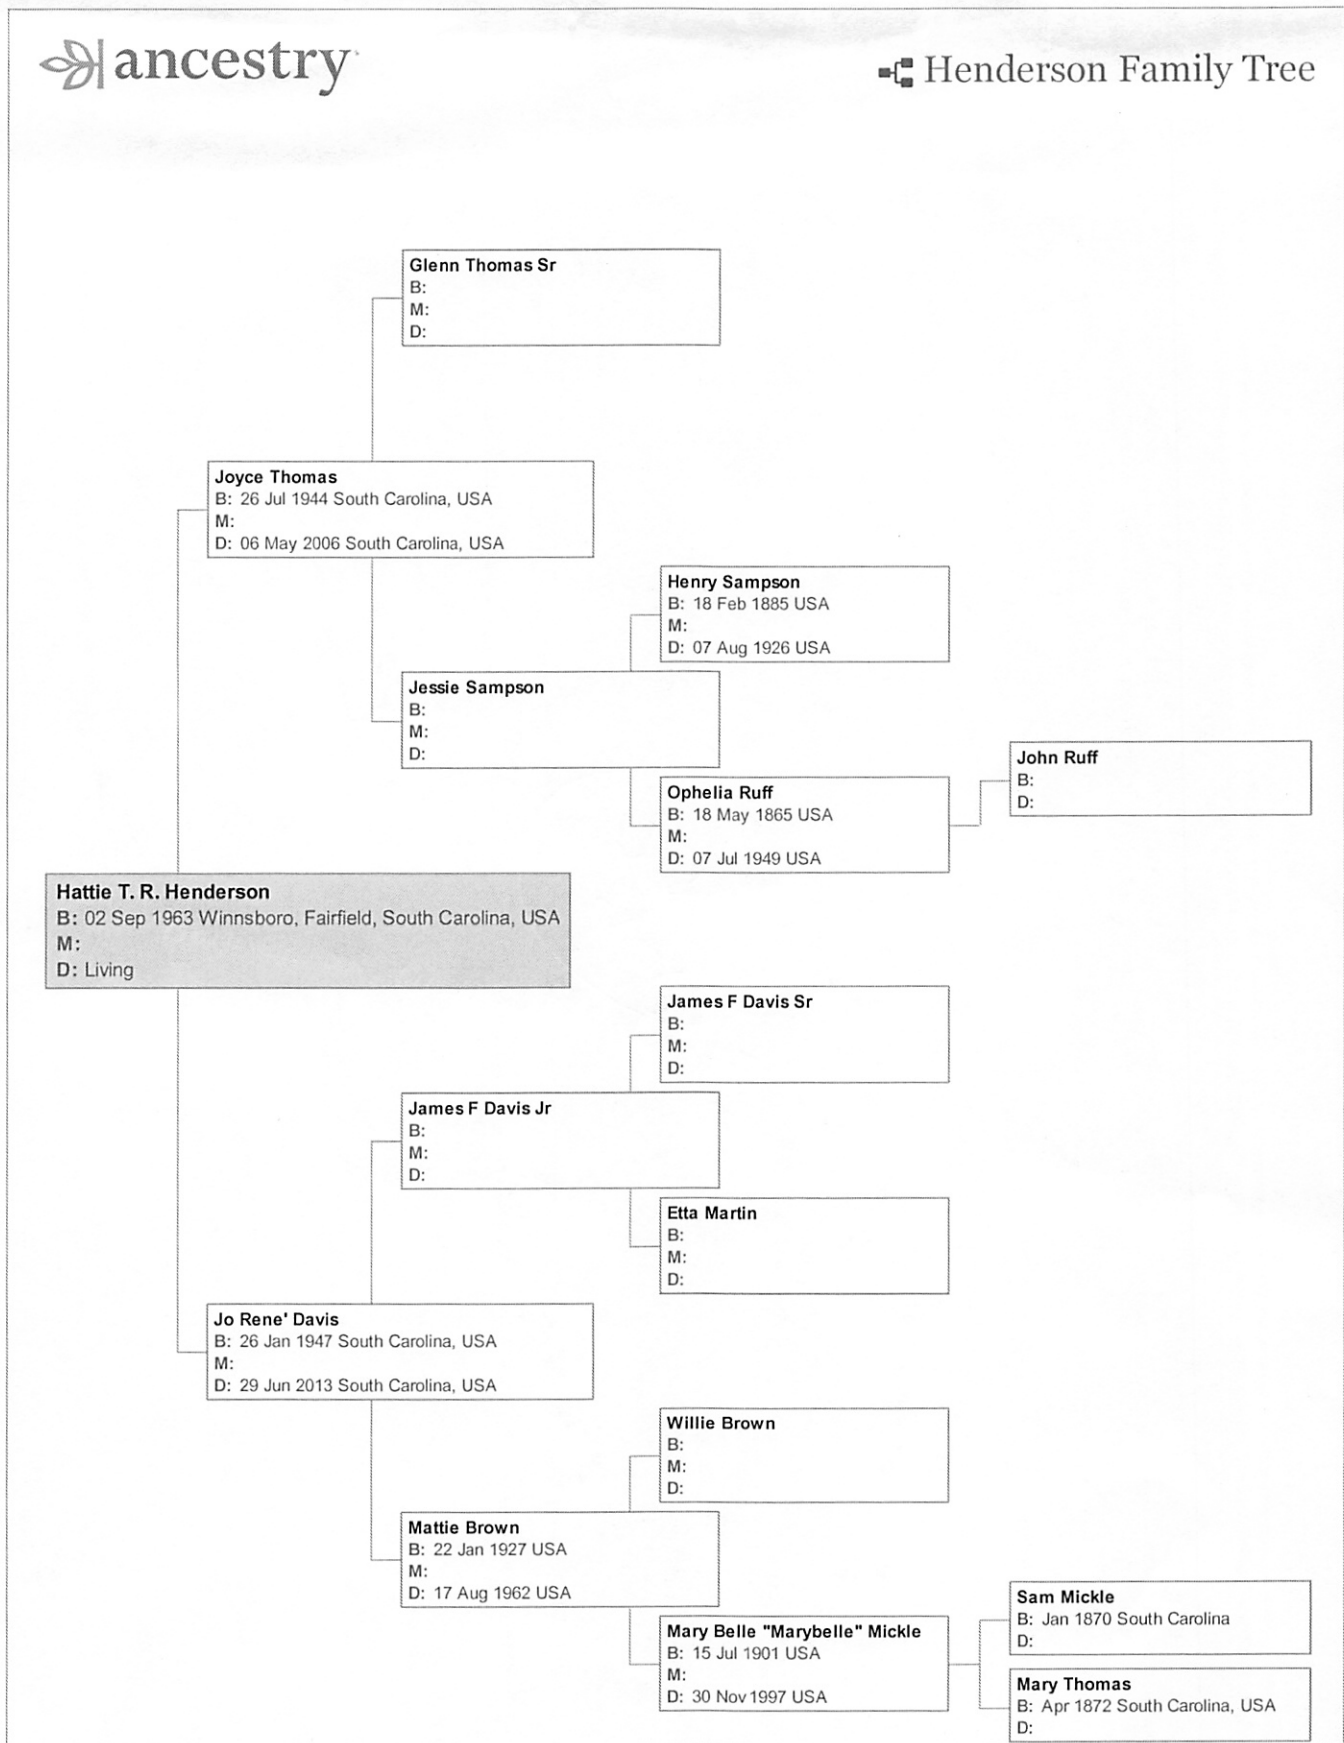 ancestry
Henderson Family Tree
Glenn Thomas Sr
B:
M:
D:
Joyce Thomas
B: 26 Jul 1944 South Carolina, USA
M:
D: 06 May 2006 South Carolina, USA
Henry Sampson
B: 18 Feb 1885 USA
M:
D: 07 Aug 1926 USA
Jessie Sampson
B:
M:
D:
John Ruff
B:
D:
Ophelia Ruff
B: 18 May 1865 USA
M:
D: 07 Jul 1949 USA
Hattie T. R. Henderson
B: 02 Sep 1963 Winnsboro, Fairfield, South Carolina, USA
M:
D: Living
James F Davis Sr
B:
M:
D:
James F Davis Jr
B:
M:
D:
Etta Martin
B:
M:
D:
Jo Rene' Davis
B: 26 Jan 1947 South Carolina, USA
M:
D: 29 Jun 2013 South Carolina, USA
Willie Brown
B:
M:
D:
Mattie Brown
B: 22 Jan 1927 USA
M:
D: 17 Aug 1962 USA
Sam Mickle
B: Jan 1870 South Carolina
D:
Mary Belle "Marybelle" Mickle
B: 15 Jul 1901 USA
M:
D: 30 Nov 1997 USA
Mary Thomas
B: Apr 1872 South Carolina, USA
D: